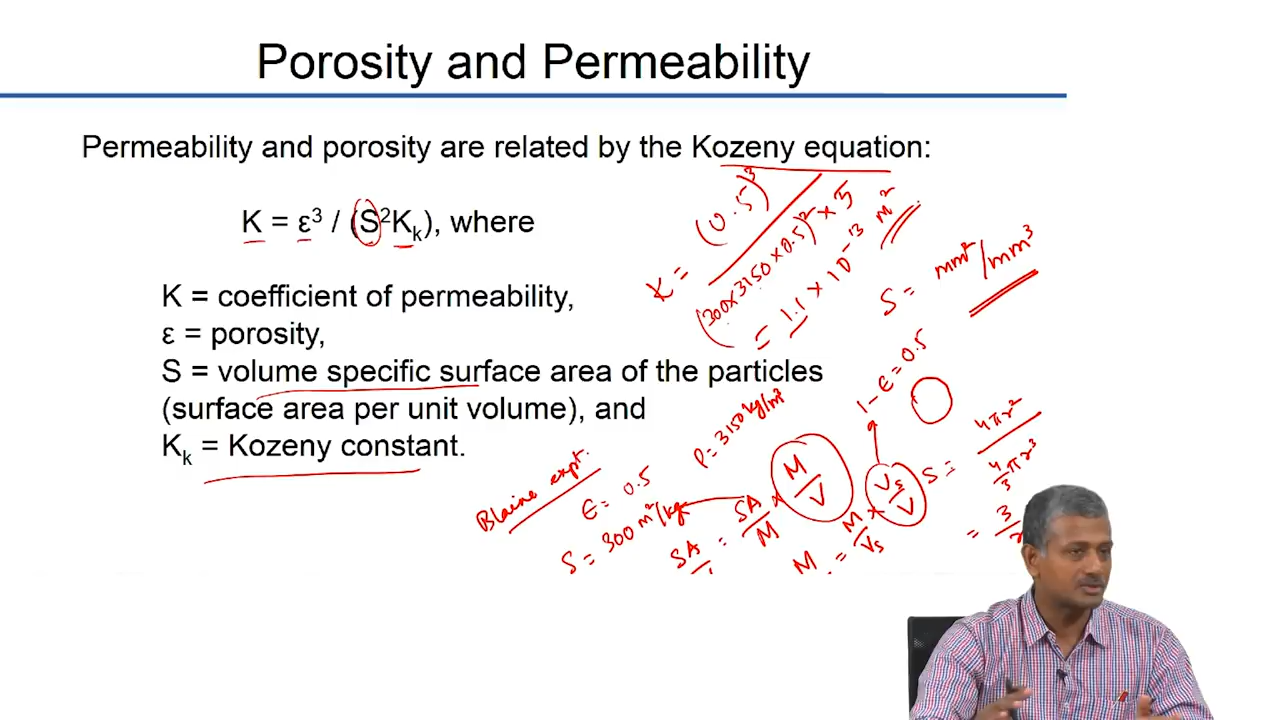 Porosity and Permeability
Permeability and porosity are related by the Kozeny equation:
K = ε³ / (S²Kₖ), where
K = coefficient of permeability,
ε = porosity,
S = volume specific surface area of the particles
(surface area per unit volume), and
Kₖ = Kozeny constant.
K = (0.5)³ / (300×3150×0.5)² × 5
= 1.1 × 10⁻¹³ m²
S = mm²/mm³
Blaine expt.
ε = 0.5
S = 300 m²/kg
ρ = 3150 kg/m³
SA/ = SA/M × M/V
M = M/Vs × Vs/V
1-ε = 0.5
S = 4πr² / 4/3 πr³
= 3/